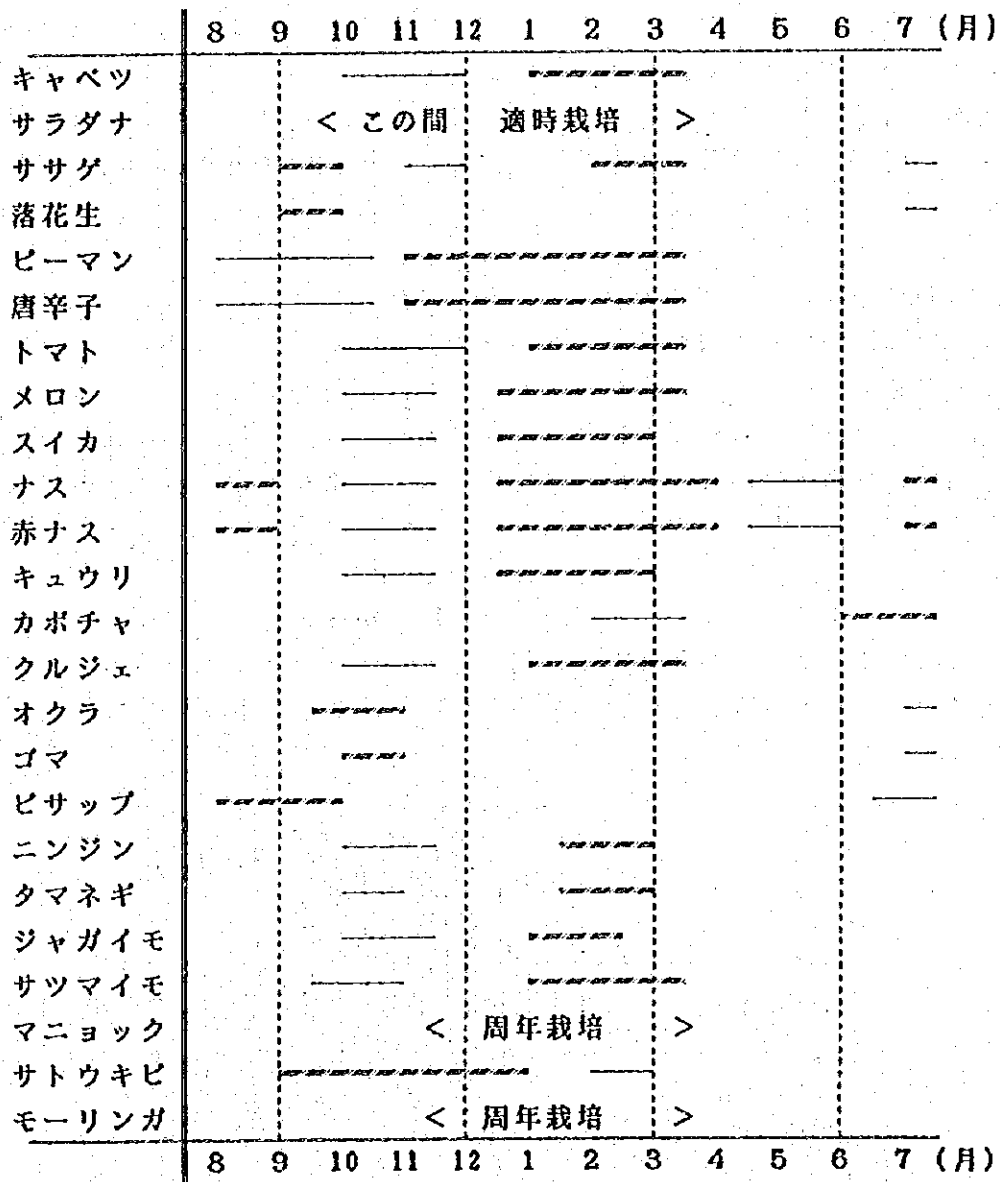 8 9 10 11 12 1 2 3 4 5 6 7 (月)
キャベツ
サラダナ < この間 適時栽培 >
ササゲ
落花生
ピーマン
唐辛子
トマト
メロン
スイカ
ナス
赤ナス
キュウリ
カボチャ
クルジェ
オクラ
ゴマ
ビサップ
ニンジン
タマネギ
ジャガイモ
サツマイモ
マニョック < 周年栽培 >
サトウキビ
モーリンガ < 周年栽培 >
8 9 10 11 12 1 2 3 4 5 6 7 (月)